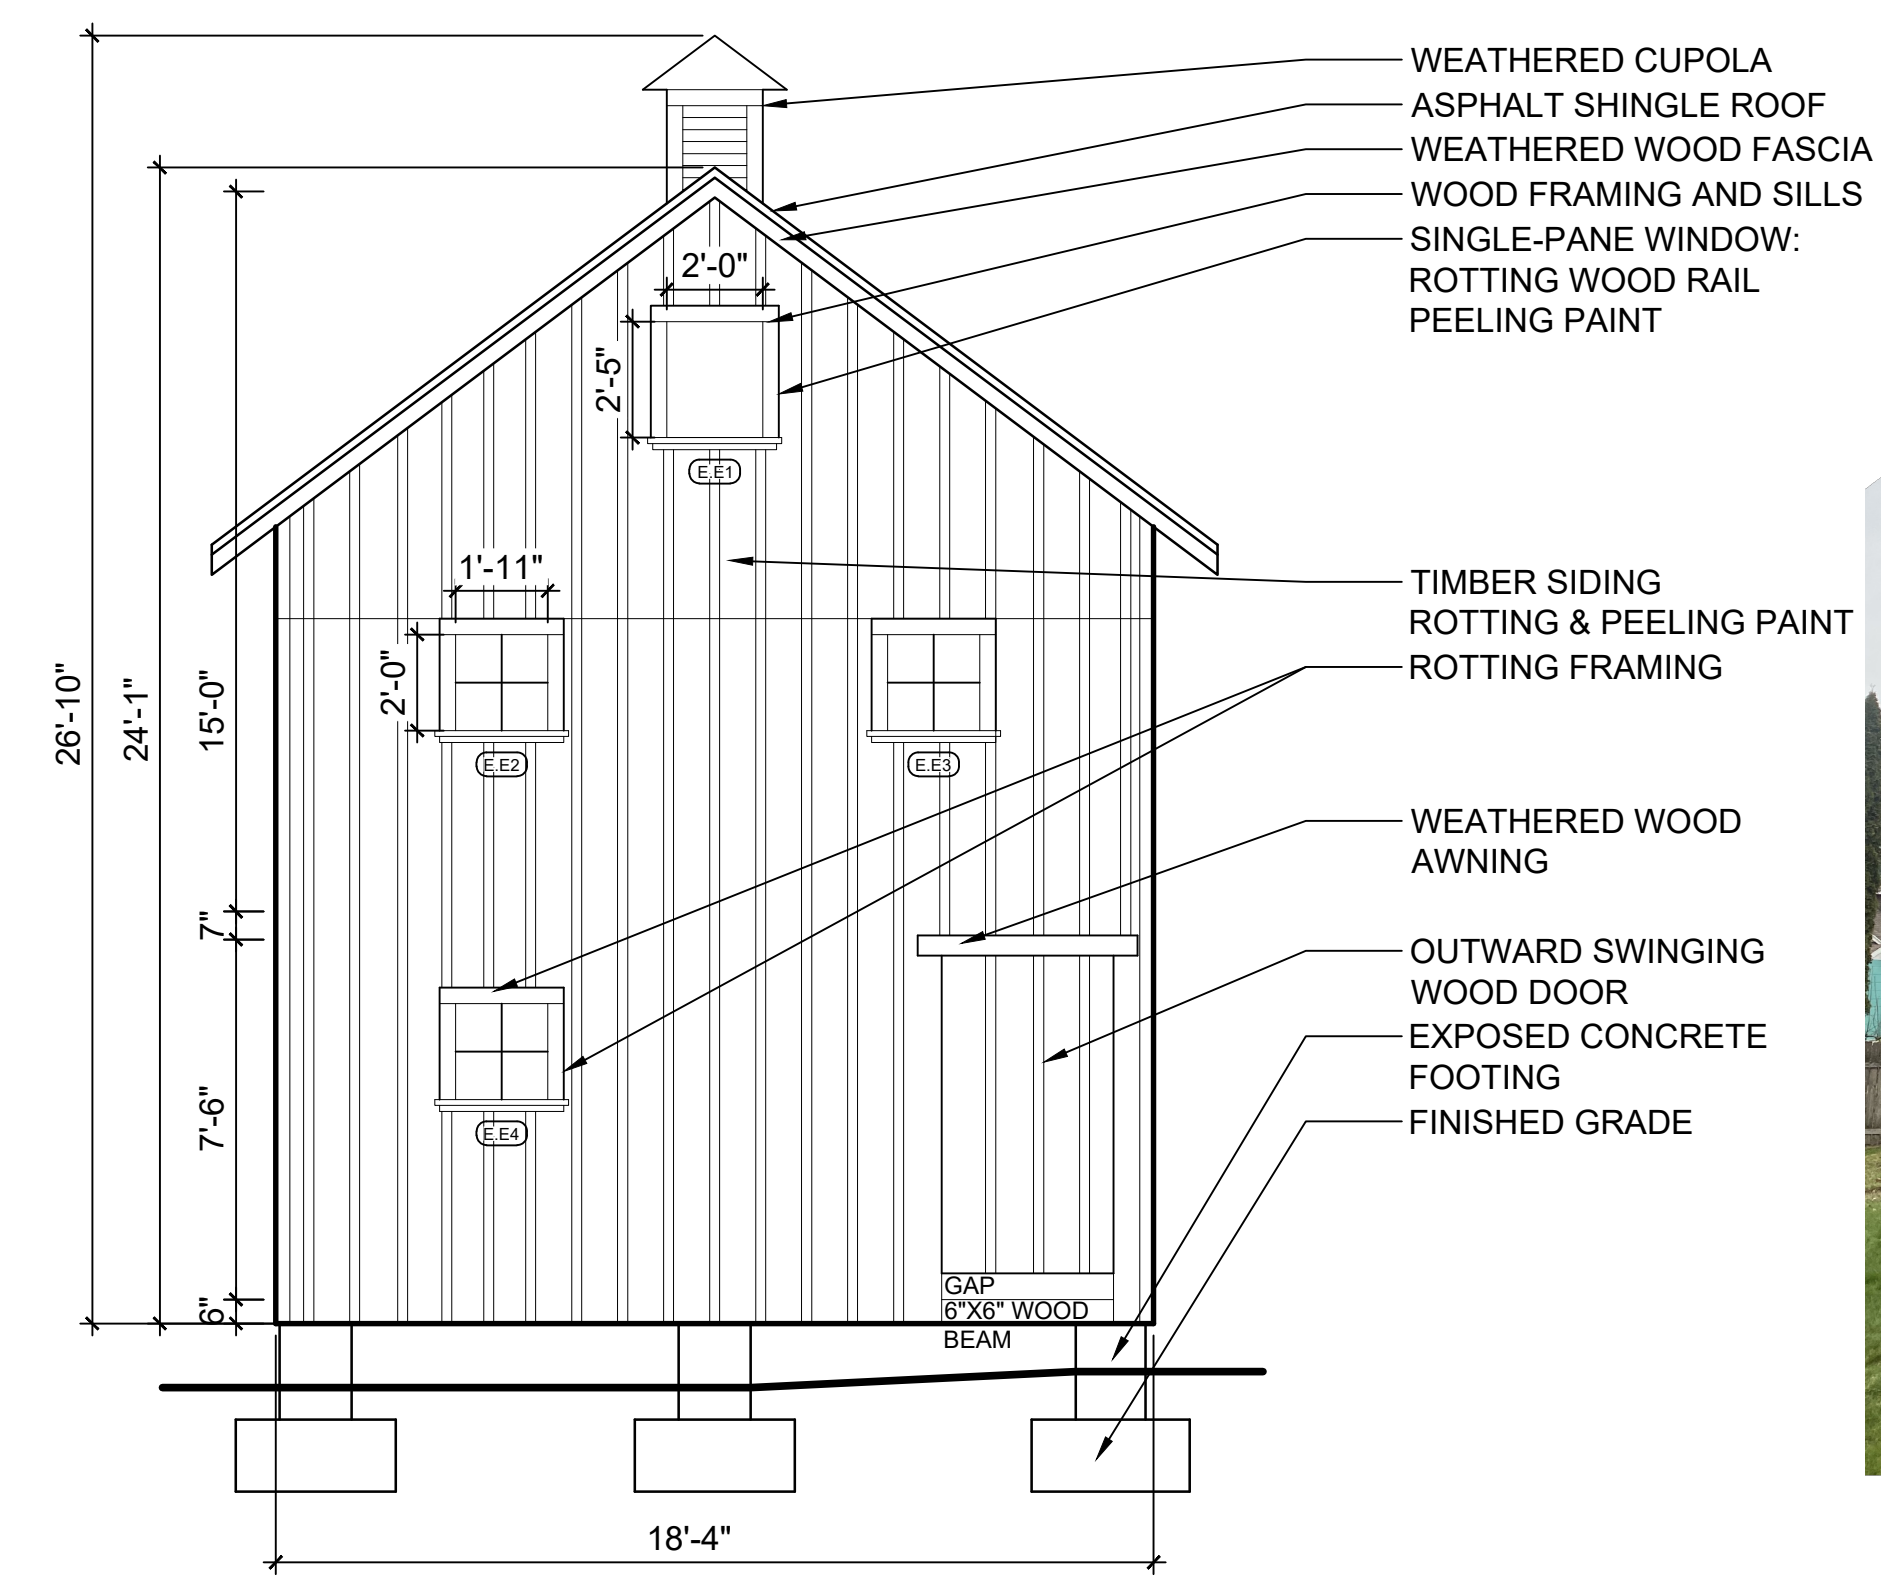 WEATHERED CUPOLA
ASPHALT SHINGLE ROOF
WEATHERED WOOD FASCIA
WOOD FRAMING AND SILLS
SINGLE-PANE WINDOW:
ROTTING WOOD RAIL
PEELING PAINT
2'-0"
2'-5"
E.E1
TIMBER SIDING
ROTTING & PEELING PAINT
ROTTING FRAMING
1'-11"
2'-0"
E.E2
E.E3
26'-10"
24'-1"
15'-0"
WEATHERED WOOD
AWNING
7"
OUTWARD SWINGING
WOOD DOOR
EXPOSED CONCRETE
FOOTING
FINISHED GRADE
7'-6"
E.E4
6"
GAP
6"X6" WOOD
BEAM
18'-4"